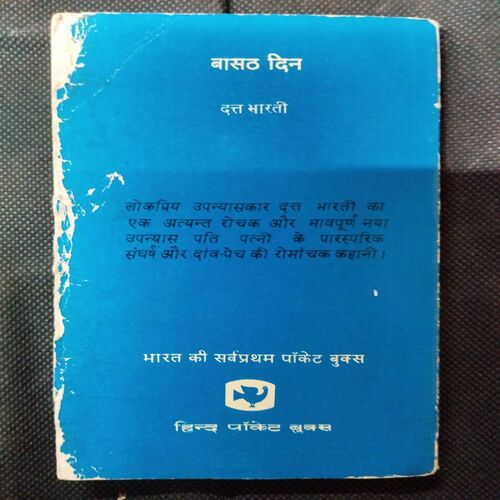 बासठ दिन
दत्त भारती
लोकप्रिय उपन्यासकार दत्त भारती का
एक अत्यन्त रोचक और भावपूर्ण नया
उपन्यास पति पत्नी के पारस्परिक
संघर्ष और दांव-पेच की रोमांचक कहानी।
भारत की सर्वप्रथम पॉकेट बुक्स
हिन्द पॉकेट बुक्स